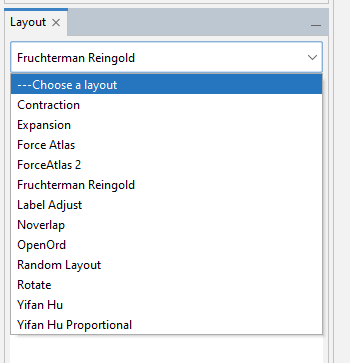 Layout
Fruchterman Reingold
---Choose a layout
Contraction
Expansion
Force Atlas
ForceAtlas 2
Fruchterman Reingold
Label Adjust
Noverlap
OpenOrd
Random Layout
Rotate
Yifan Hu
Yifan Hu Proportional